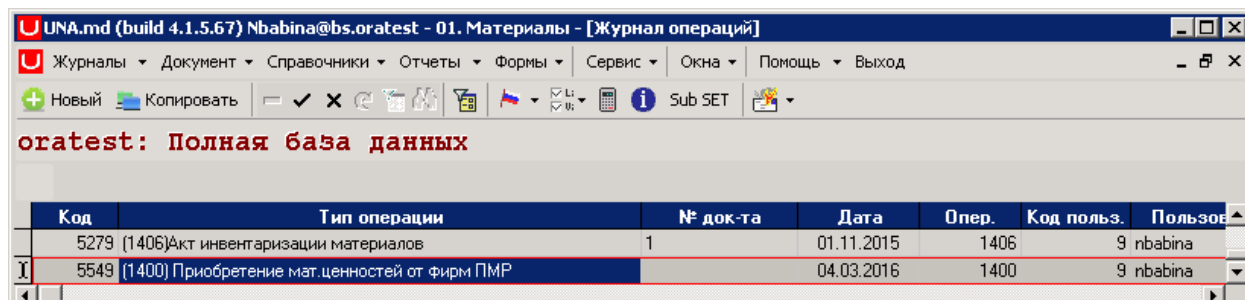 UNA.md (build 4.1.5.67) Nbabina@bs.oratest - 01. Материалы - [Журнал операций]
Журналы Документ Справочники Отчеты Формы Сервис Окна Помощь Выход
Новый Копировать Sub SET
oratest: Полная база данных
Код Тип операции № док-та Дата Опер. Код польз. Пользов
5279 (1406)Акт инвентаризации материалов 1 01.11.2015 1406 9 nbabina
5549 (1400) Приобретение мат.ценностей от фирм ПМР 04.03.2016 1400 9 nbabina